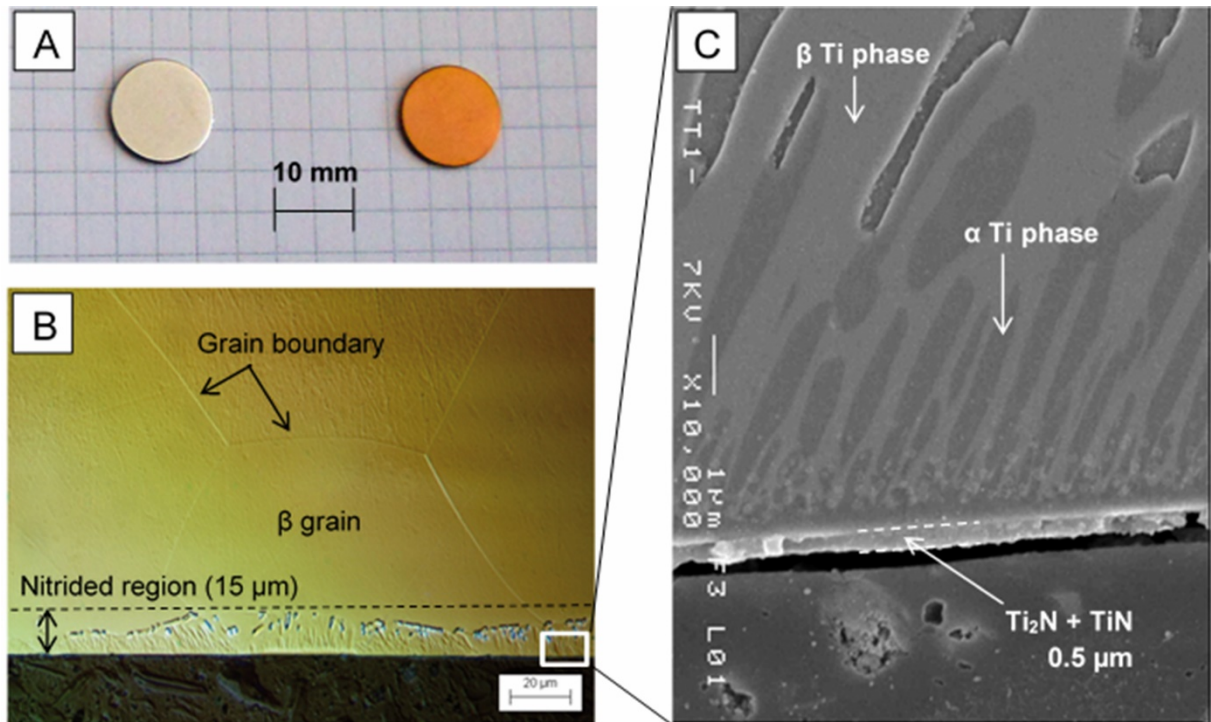 A
10 mm
B
Grain boundary
β grain
Nitrided region (15 µm)
20 µm
C
β Ti phase
α Ti phase
Ti₂N + TiN
0.5 µm
TT1- 7KV X10,000 1µm F3 L01